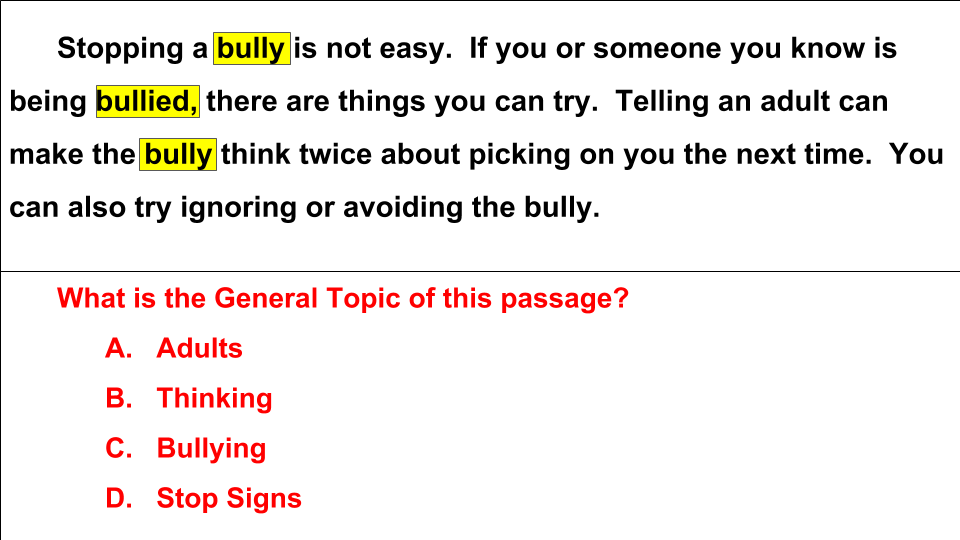 Stopping a bully is not easy.  If you or someone you know is
being bullied, there are things you can try.  Telling an adult can
make the bully think twice about picking on you the next time.  You
can also try ignoring or avoiding the bully.
What is the General Topic of this passage?
A. Adults
B. Thinking
C. Bullying
D. Stop Signs